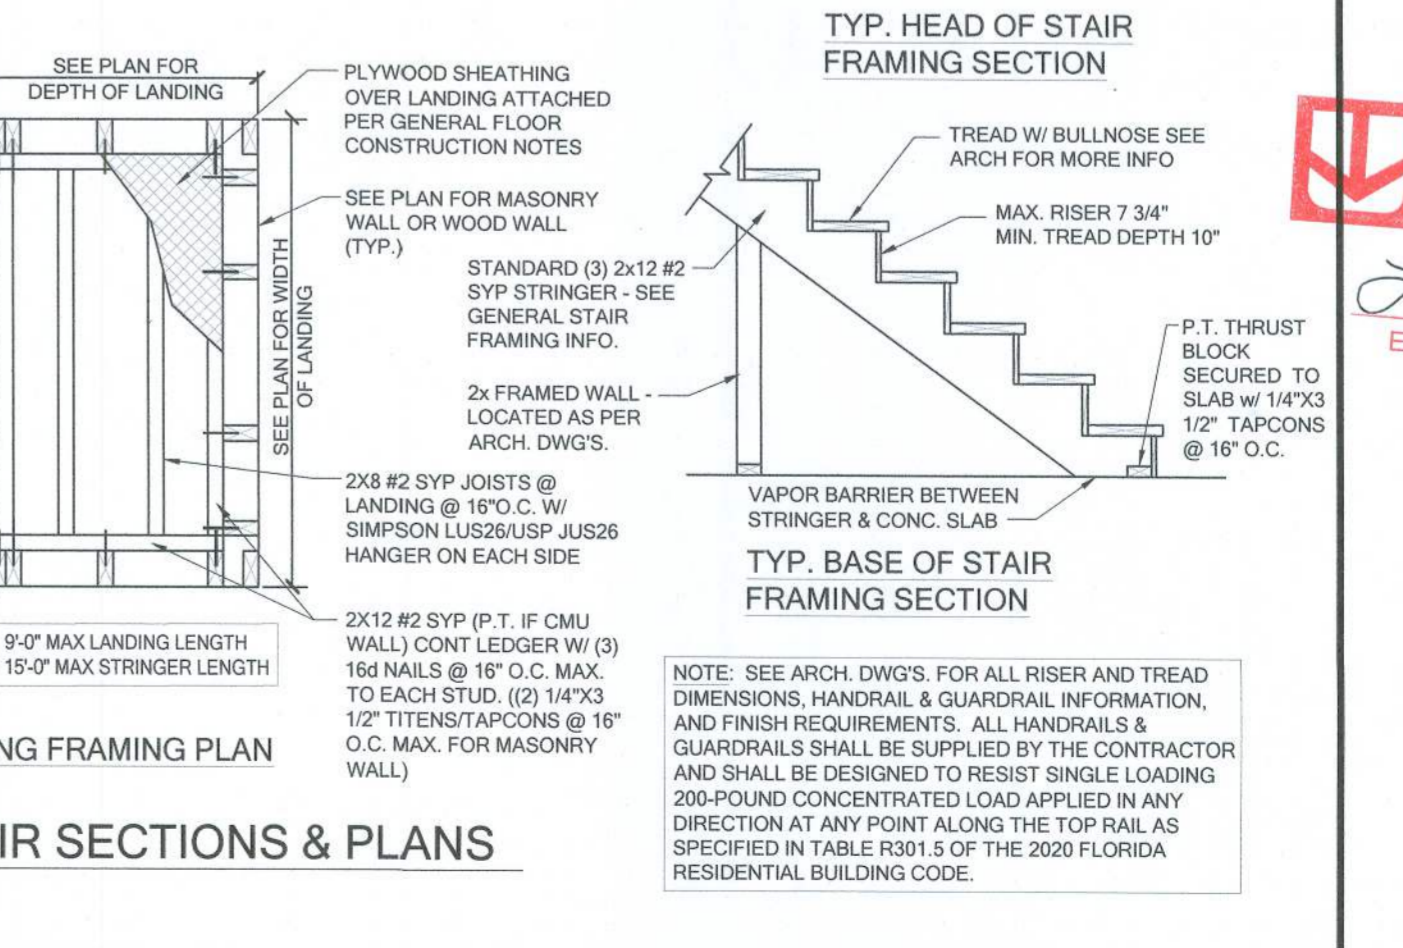 SEE PLAN FOR
DEPTH OF LANDING
PLYWOOD SHEATHING
OVER LANDING ATTACHED
PER GENERAL FLOOR
CONSTRUCTION NOTES
SEE PLAN FOR MASONRY
WALL OR WOOD WALL
(TYP.)
SEE PLAN FOR WIDTH
OF LANDING
2X8 #2 SYP JOISTS @
LANDING @ 16"O.C. W/
SIMPSON LUS26/USP JUS26
HANGER ON EACH SIDE
2X12 #2 SYP (P.T. IF CMU
WALL) CONT LEDGER W/ (3)
16d NAILS @ 16" O.C. MAX.
TO EACH STUD. ((2) 1/4"X3
1/2" TITENS/TAPCONS @ 16"
O.C. MAX. FOR MASONRY
WALL)
9'-0" MAX LANDING LENGTH
15'-0" MAX STRINGER LENGTH
NG FRAMING PLAN
IR SECTIONS & PLANS
TYP. HEAD OF STAIR
FRAMING SECTION
TREAD W/ BULLNOSE SEE
ARCH FOR MORE INFO
MAX. RISER 7 3/4"
MIN. TREAD DEPTH 10"
STANDARD (3) 2x12 #2
SYP STRINGER - SEE
GENERAL STAIR
FRAMING INFO.
2x FRAMED WALL -
LOCATED AS PER
ARCH. DWG'S.
P.T. THRUST
BLOCK
SECURED TO
SLAB w/ 1/4"X3
1/2" TAPCONS
@ 16" O.C.
VAPOR BARRIER BETWEEN
STRINGER & CONC. SLAB
TYP. BASE OF STAIR
FRAMING SECTION
NOTE: SEE ARCH. DWG'S. FOR ALL RISER AND TREAD
DIMENSIONS, HANDRAIL & GUARDRAIL INFORMATION,
AND FINISH REQUIREMENTS. ALL HANDRAILS &
GUARDRAILS SHALL BE SUPPLIED BY THE CONTRACTOR
AND SHALL BE DESIGNED TO RESIST SINGLE LOADING
200-POUND CONCENTRATED LOAD APPLIED IN ANY
DIRECTION AT ANY POINT ALONG THE TOP RAIL AS
SPECIFIED IN TABLE R301.5 OF THE 2020 FLORIDA
RESIDENTIAL BUILDING CODE.